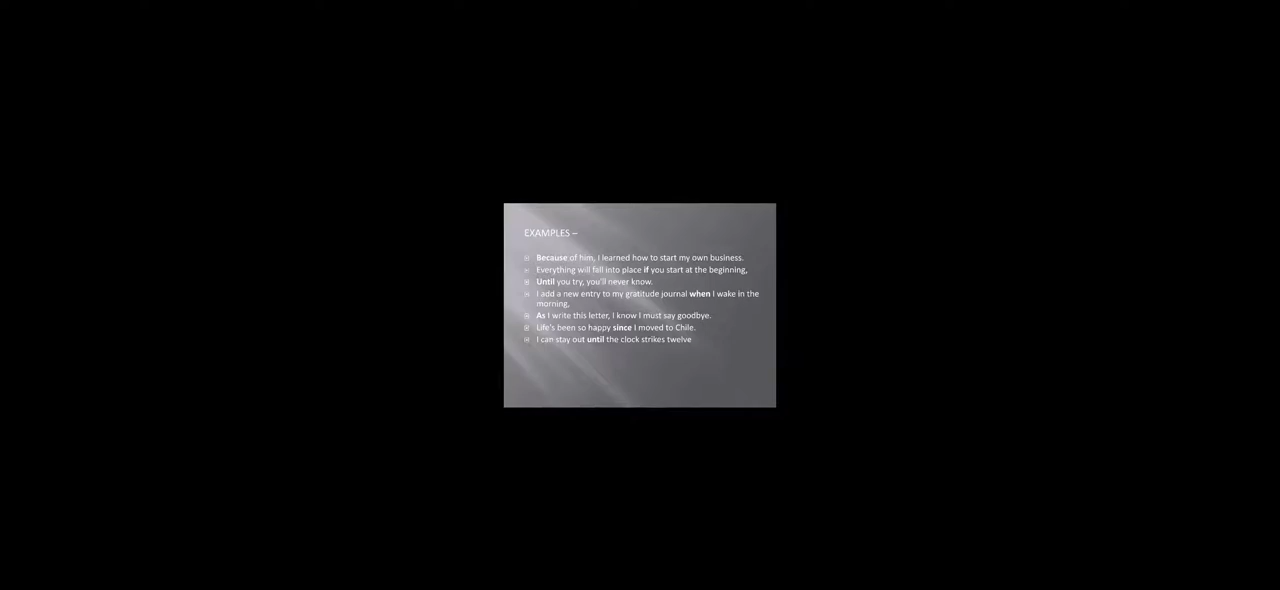 EXAMPLES –
Because of him, I learned how to start my own business.
Everything will fall into place if you start at the beginning,
Until you try, you'll never know.
I add a new entry to my gratitude journal when I wake in the
morning,
As I write this letter, I know I must say goodbye.
Life's been so happy since I moved to Chile.
I can stay out until the clock strikes twelve